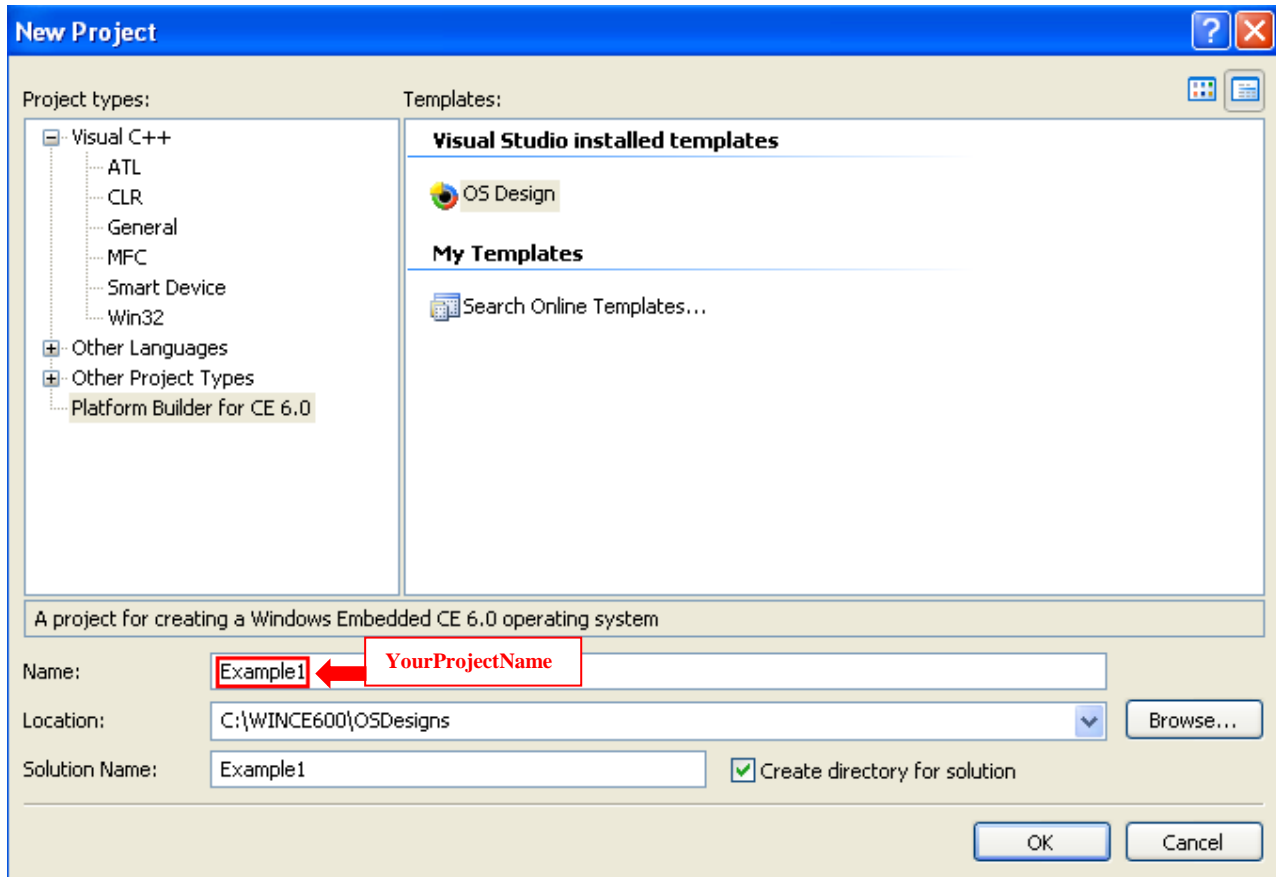 New Project
Project types:
Templates:
Visual C++
ATL
CLR
General
MFC
Smart Device
Win32
Other Languages
Other Project Types
Platform Builder for CE 6.0
Visual Studio installed templates
OS Design
My Templates
Search Online Templates...
A project for creating a Windows Embedded CE 6.0 operating system
Name:
Example1
YourProjectName
Location:
C:\WINCE600\OSDesigns
Browse...
Solution Name:
Example1
Create directory for solution
OK
Cancel